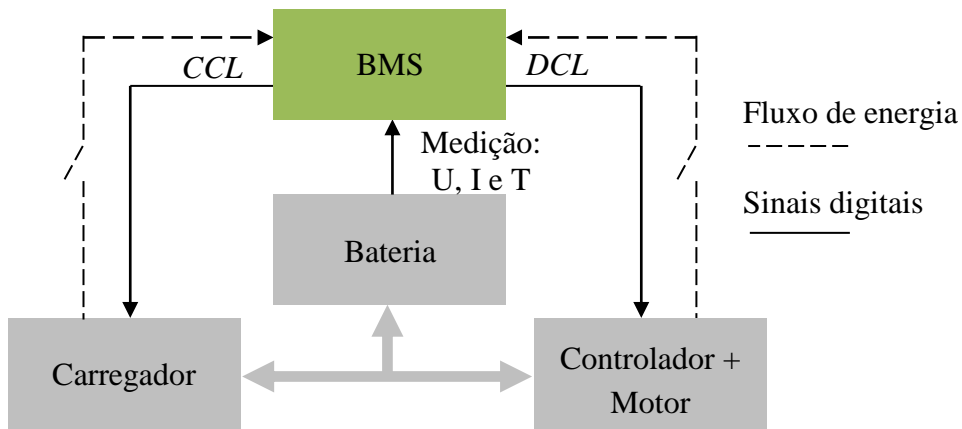 CCL
BMS
DCL
Medição:
U, I e T
Fluxo de energia
Sinais digitais
Bateria
Carregador
Controlador +
Motor